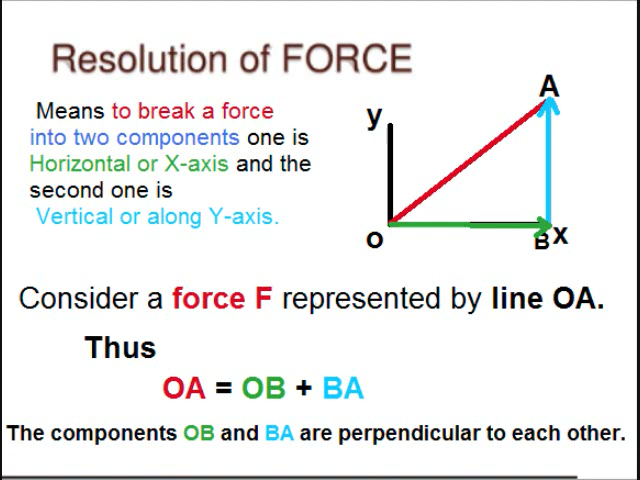 Resolution of FORCE
Means to break a force
into two components one is
Horizontal or X-axis and the
second one is
Vertical or along Y-axis.
A
y
O
B x
Consider a force F represented by line OA.
Thus
OA = OB + BA
The components OB and BA are perpendicular to each other.